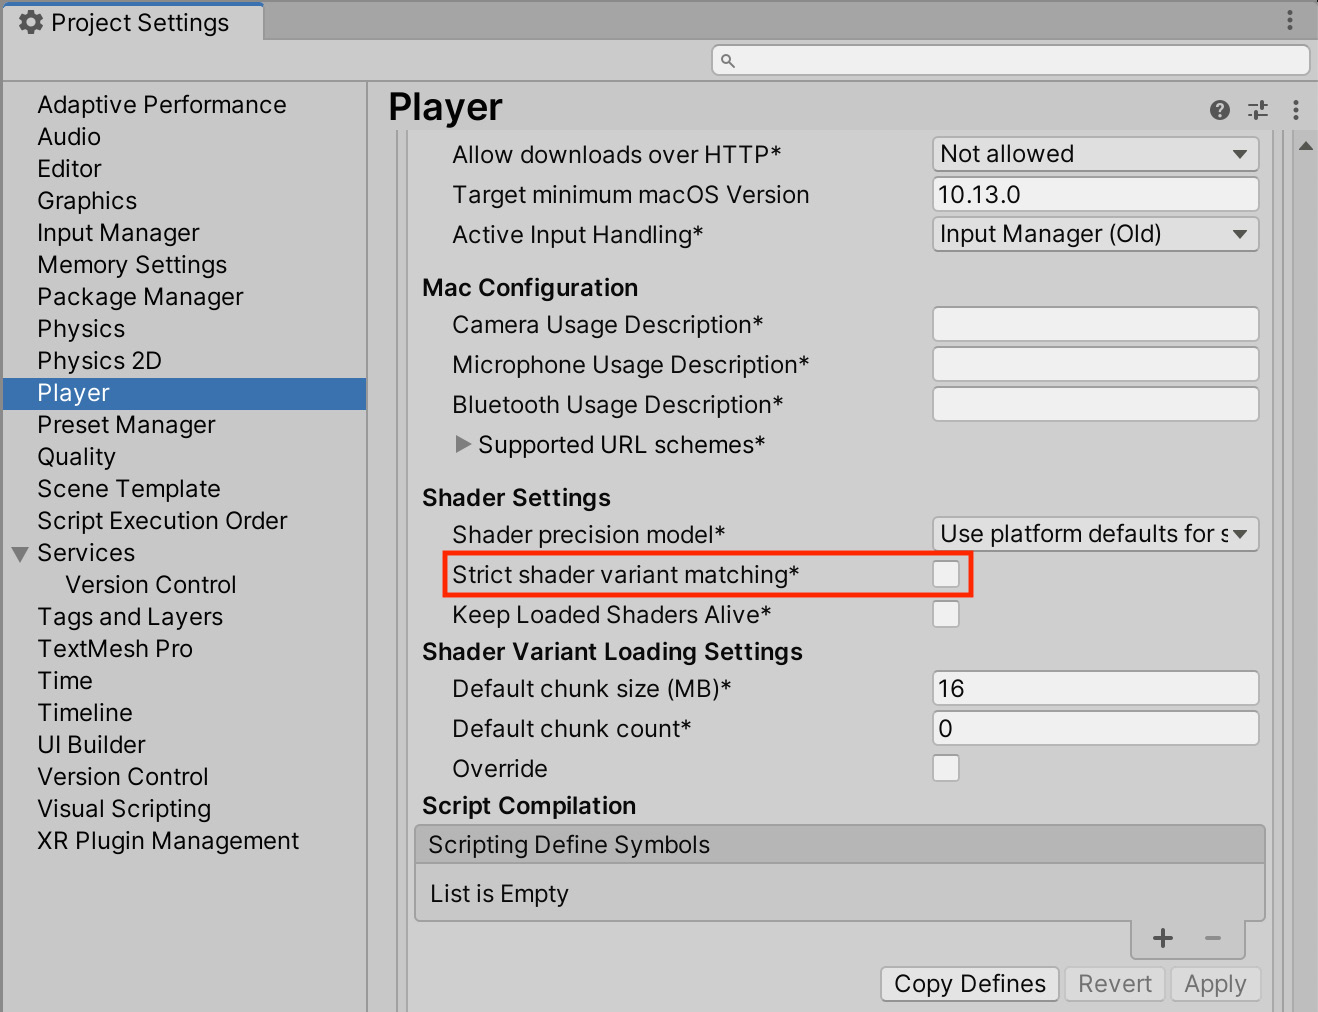 Project Settings
Adaptive Performance
Audio
Editor
Graphics
Input Manager
Memory Settings
Package Manager
Physics
Physics 2D
Player
Preset Manager
Quality
Scene Template
Script Execution Order
Services
Version Control
Tags and Layers
TextMesh Pro
Time
Timeline
UI Builder
Version Control
Visual Scripting
XR Plugin Management
Player
Allow downloads over HTTP* Not allowed
Target minimum macOS Version 10.13.0
Active Input Handling* Input Manager (Old)
Mac Configuration
Camera Usage Description*
Microphone Usage Description*
Bluetooth Usage Description*
Supported URL schemes*
Shader Settings
Shader precision model* Use platform defaults for s
Strict shader variant matching*
Keep Loaded Shaders Alive*
Shader Variant Loading Settings
Default chunk size (MB)* 16
Default chunk count* 0
Override
Script Compilation
Scripting Define Symbols
List is Empty
Copy Defines Revert Apply